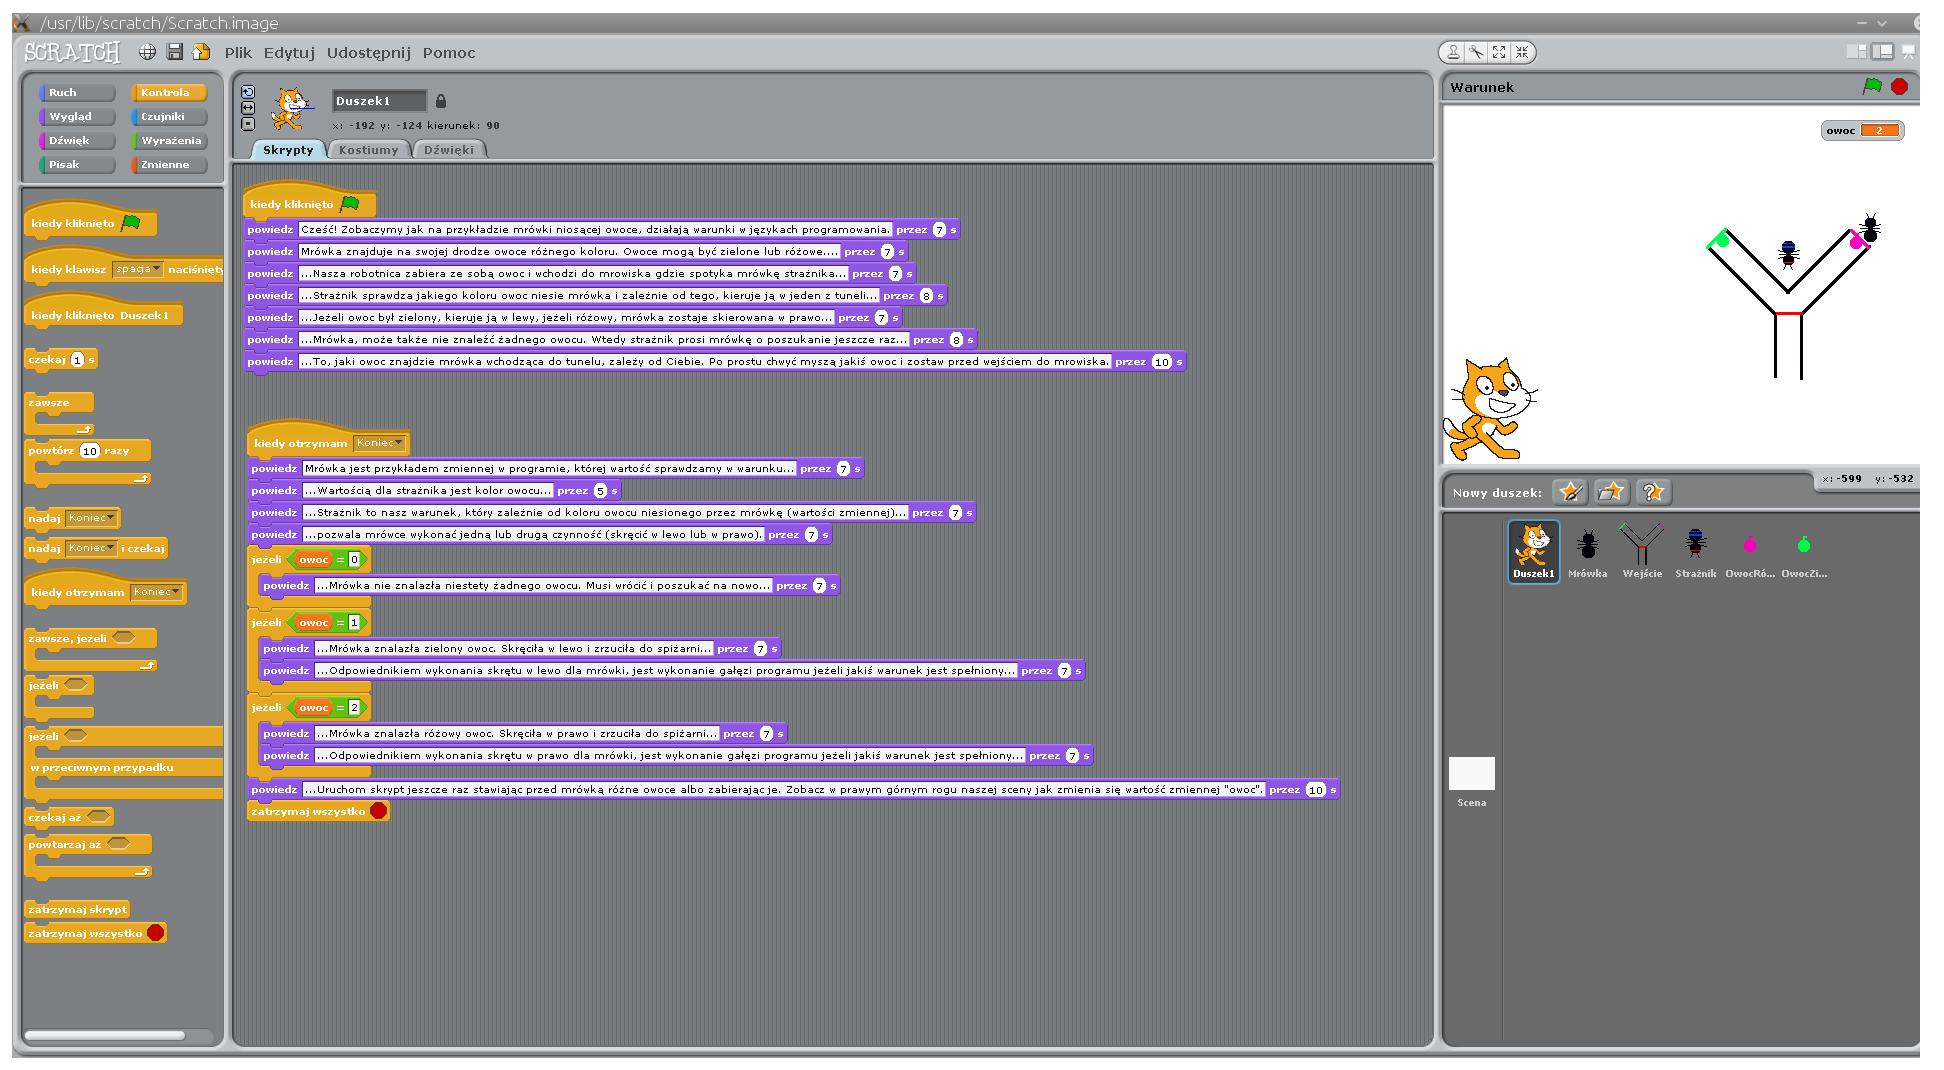 /usr/lib/scratch/Scratch.image
SCRATCH Plik Edytuj Udostępnij Pomoc
Ruch Kontrola
Wygląd Czujniki
Dźwięk Wyrażenia
Pisak Zmienne
kiedy kliknięto
kiedy klawisz spacja naciśnięty
kiedy kliknięto Duszek1
czekaj 1 s
zawsze
powtórz 10 razy
nadaj Koniec
nadaj Koniec i czekaj
kiedy otrzymam Koniec
zawsze, jeżeli
jeżeli
jeżeli
w przeciwnym przypadku
czekaj aż
powtarzaj aż
zatrzymaj skrypt
zatrzymaj wszystko
Duszek1
x: -192 y: -124 kierunek: 90
Skrypty Kostiumy Dźwięki
kiedy kliknięto
powiedz Cześć! Zobaczymy jak na przykładzie mrówki niosącej owoce, działają warunki w językach programowania. przez 7 s
powiedz Mrówka znajduje na swojej drodze owoce różnego koloru. Owoce mogą być zielone lub różowe.... przez 7 s
powiedz ...Nasza robotnica zabiera ze sobą owoc i wchodzi do mrowiska gdzie spotyka mrówkę strażnika... przez 7 s
powiedz ...Strażnik sprawdza jakiego koloru owoc niesie mrówka i zależnie od tego, kieruje ją w jeden z tuneli... przez 8 s
powiedz ...Jeżeli owoc był zielony, kieruje ją w lewy, jeżeli różowy, mrówka zostaje skierowana w prawo... przez 7 s
powiedz ...Mrówka, może także nie znaleźć żadnego owocu. Wtedy strażnik prosi mrówkę o poszukanie jeszcze raz... przez 8 s
powiedz ...To, jaki owoc znajdzie mrówka wchodząca do tunelu, zależy od Ciebie. Po prostu chwyć myszą jakiś owoc i zostaw przed wejściem do mrowiska. przez 10 s
kiedy otrzymam Koniec
powiedz Mrówka jest przykładem zmiennej w programie, której wartość sprawdzamy w warunku... przez 7 s
powiedz ...Wartością dla strażnika jest kolor owocu... przez 5 s
powiedz ...Strażnik to nasz warunek, który zależnie od koloru owocu niesionego przez mrówkę (wartości zmiennej)... przez 7 s
powiedz ...pozwala mrówce wykonać jedną lub drugą czynność (skręcić w lewo lub w prawo). przez 7 s
jeżeli owoc = 0
powiedz ...Mrówka nie znalazła niestety żadnego owocu. Musi wrócić i poszukać na nowo... przez 7 s
jeżeli owoc = 1
powiedz ...Mrówka znalazła zielony owoc. Skręciła w lewo i zrzuciła do spiżarni... przez 7 s
powiedz ...Odpowiednikiem wykonania skrętu w lewo dla mrówki, jest wykonanie gałęzi programu jeżeli jakiś warunek jest spełniony... przez 7 s
jeżeli owoc = 2
powiedz ...Mrówka znalazła różowy owoc. Skręciła w prawo i zrzuciła do spiżarni... przez 7 s
powiedz ...Odpowiednikiem wykonania skrętu w prawo dla mrówki, jest wykonanie gałęzi programu jeżeli jakiś warunek jest spełniony... przez 7 s
powiedz ...Uruchom skrypt jeszcze raz stawiając przed mrówką różne owoce albo zabierając je. Zobacz w prawym górnym rogu naszej sceny jak zmienia się wartość zmiennej "owoc". przez 10 s
zatrzymaj wszystko
Warunek
owoc 2
x: -599 y: -532
Nowy duszek:
Duszek1 Mrówka Wejście Strażnik OwocRó... OwocZi...
Scena